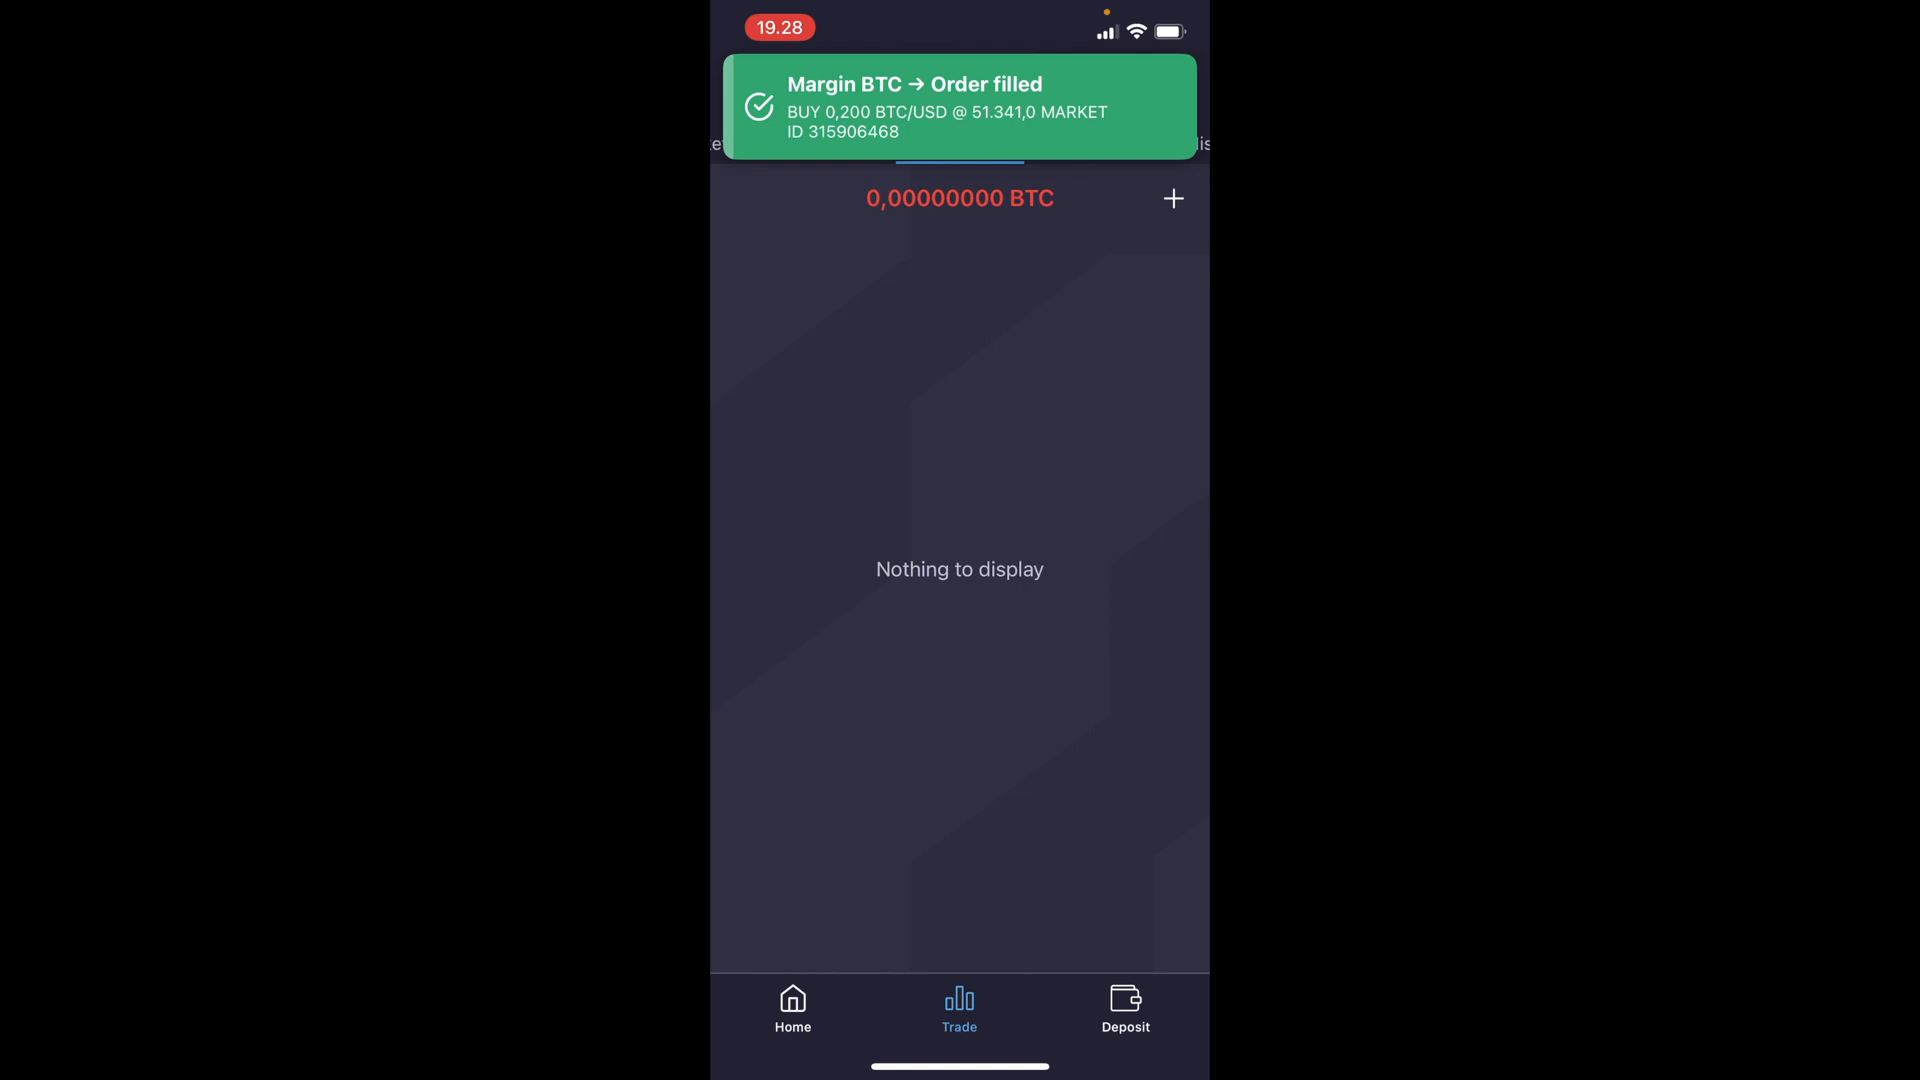 19.28
Margin BTC → Order filled
BUY 0,200 BTC/USD @ 51.341,0 MARKET
ID 315906468
0,00000000 BTC
Nothing to display
Home
Trade
Deposit